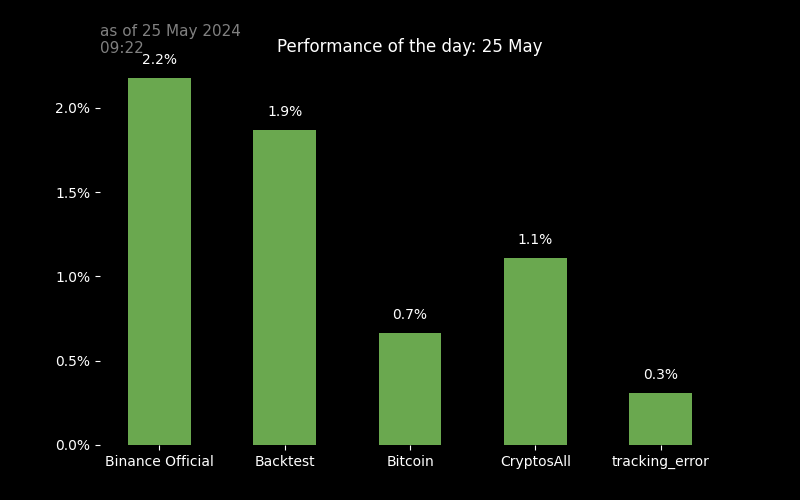 as of 25 May 2024
09:22
Performance of the day: 25 May
2.2%
1.9%
0.7%
1.1%
0.3%
2.0%
1.5%
1.0%
0.5%
0.0%
Binance Official
Backtest
Bitcoin
CryptosAll
tracking_error